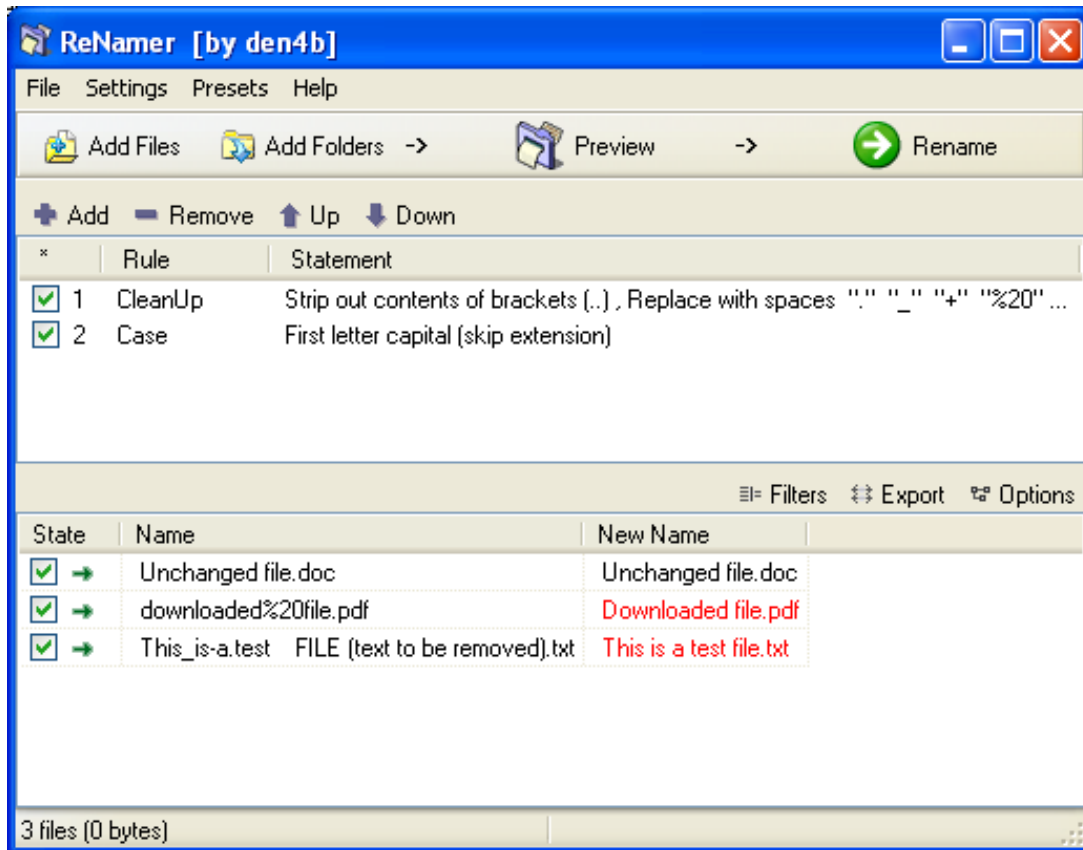 ReNamer [by den4b]
File Settings Presets Help
Add Files Add Folders -> Preview -> Rename
Add Remove Up Down
* Rule Statement
1 CleanUp Strip out contents of brackets (..) , Replace with spaces "." "_" "+" "%20" ...
2 Case First letter capital (skip extension)
Filters Export Options
State Name New Name
Unchanged file.doc Unchanged file.doc
downloaded%20file.pdf Downloaded file.pdf
This_is-a.test FILE (text to be removed).txt This is a test file.txt
3 files (0 bytes)